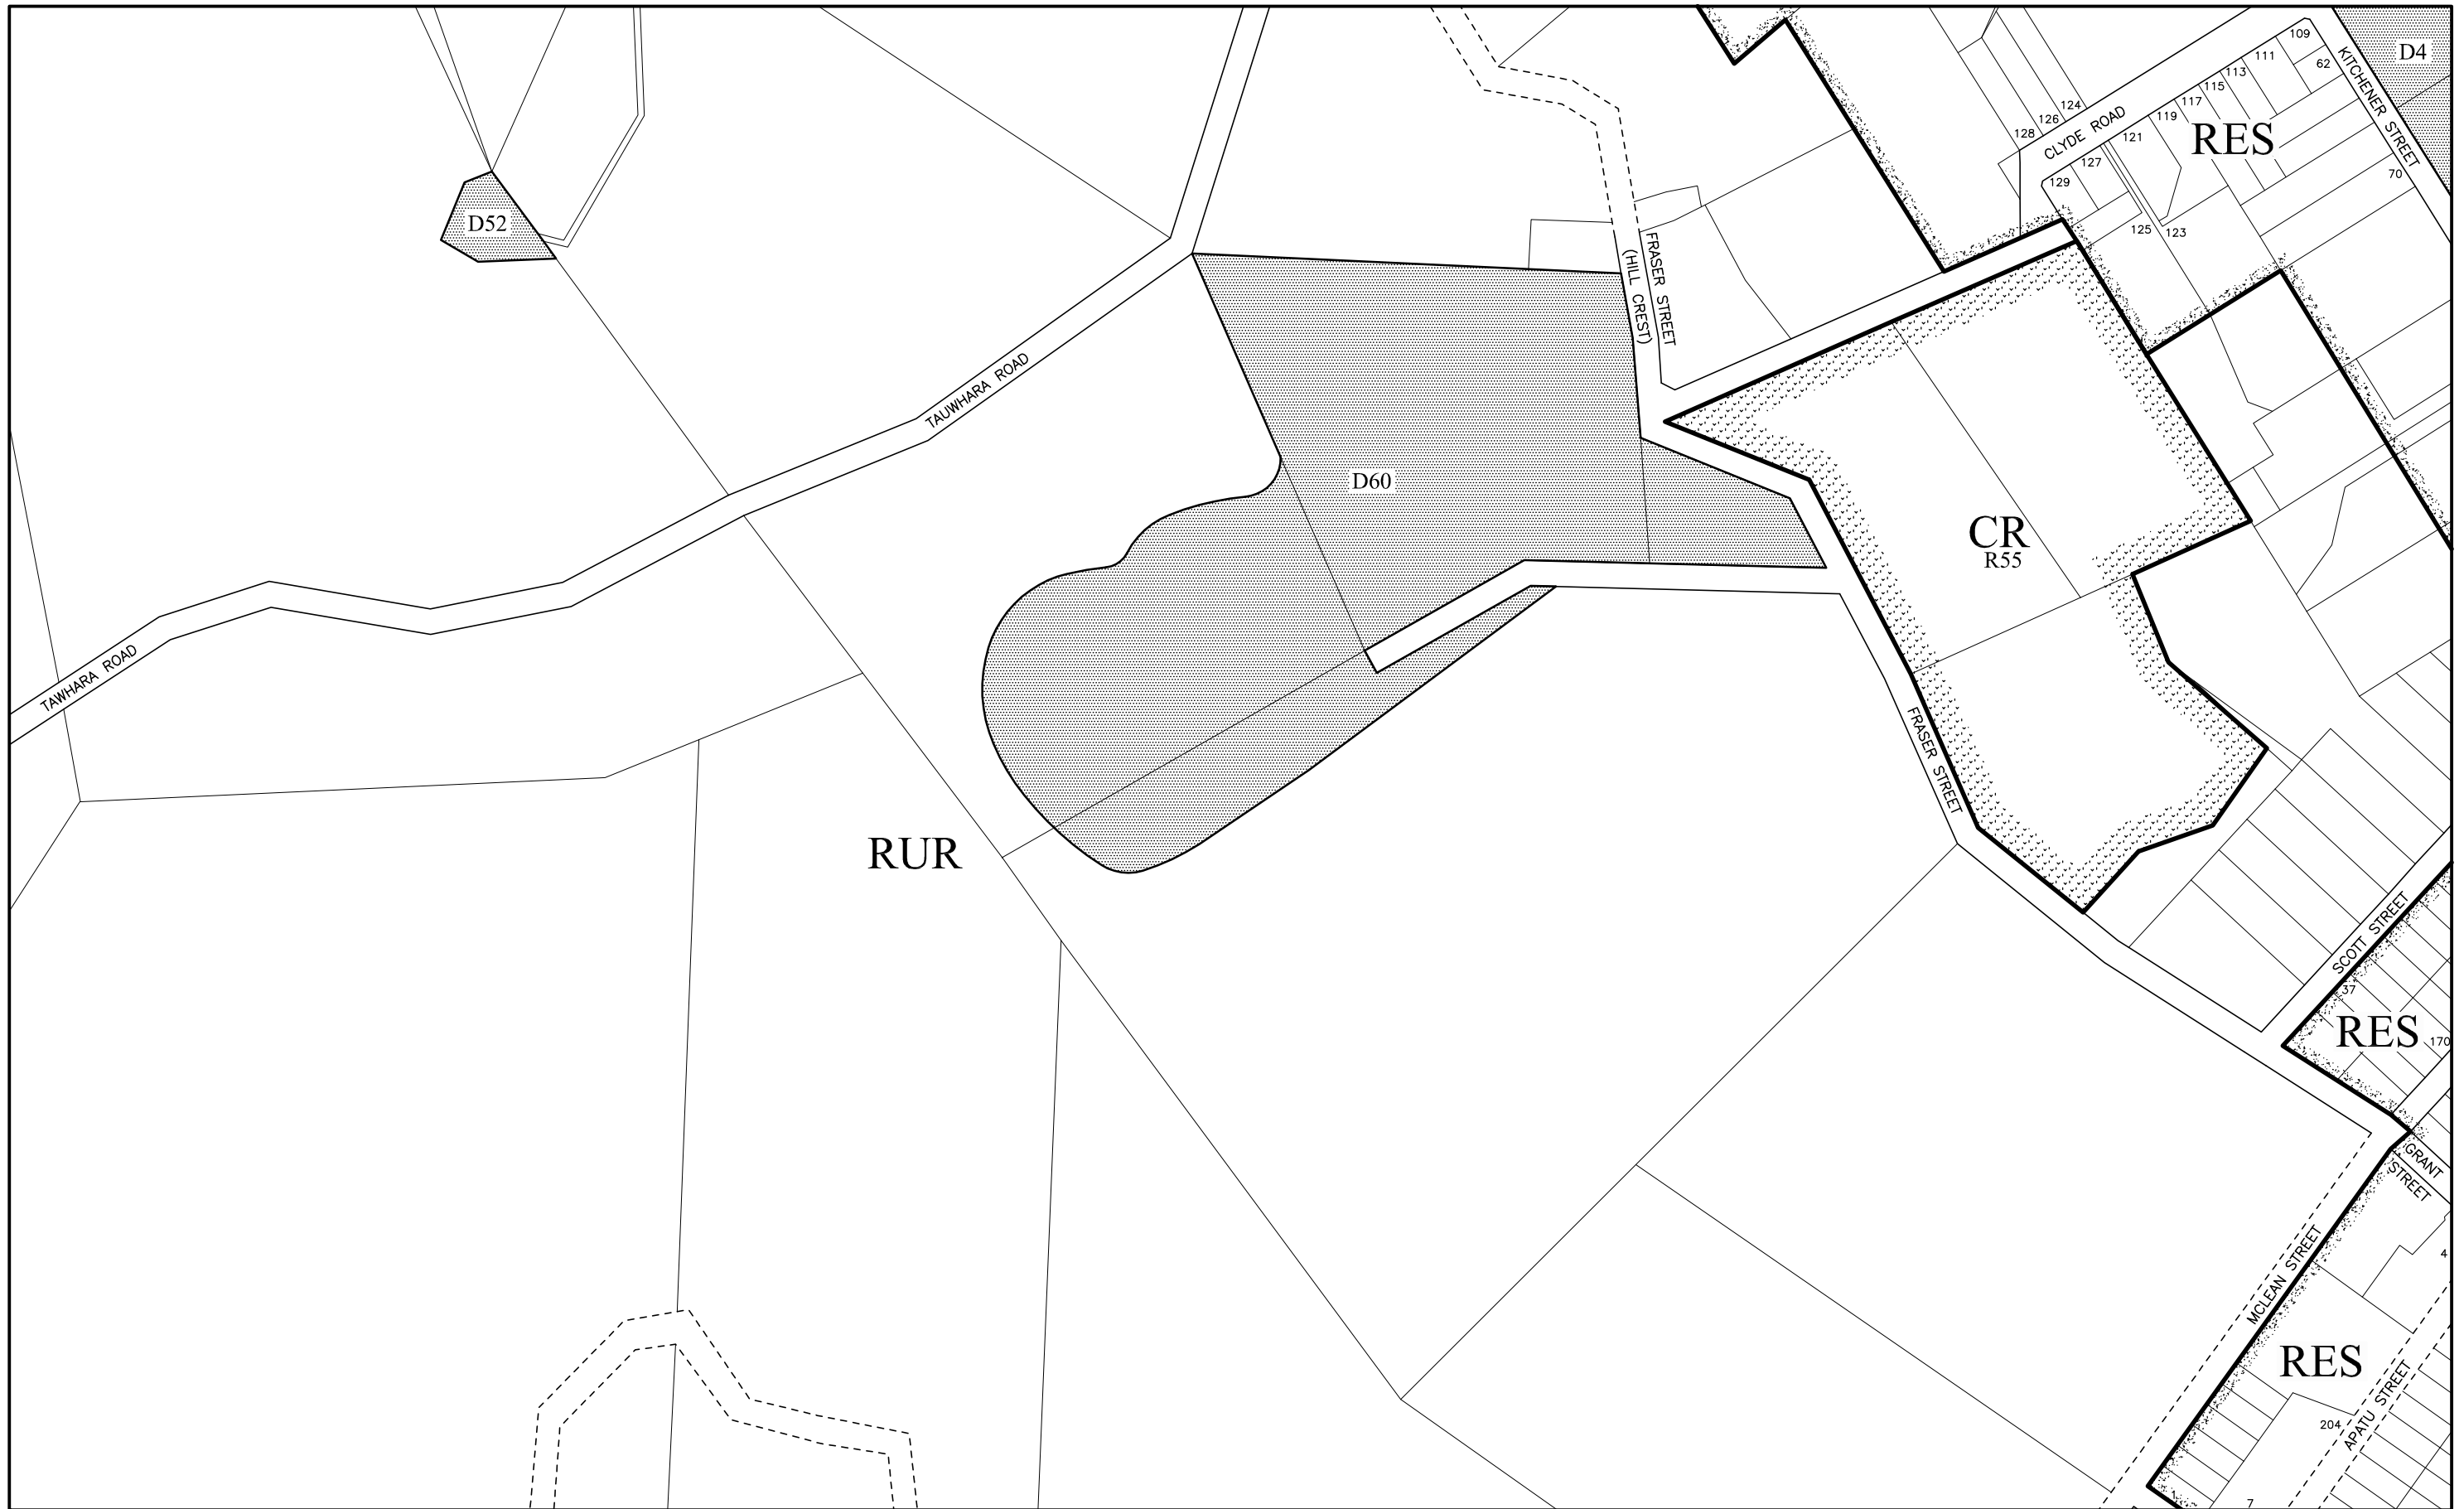 D4
109
111
62
113
115
KITCHENER STREET
117
124
119
126
CLYDE ROAD
128
121
RES
127
70
129
125
123
D52
FRASER STREET
(HILL CREST)
TAUWHARA ROAD
D60
CR
R55
TAWHARA ROAD
FRASER STREET
RUR
SCOTT STREET
37
RES
170
GRANT
STREET
4
MCLEAN STREET
RES
APATU STREET
204
1
7